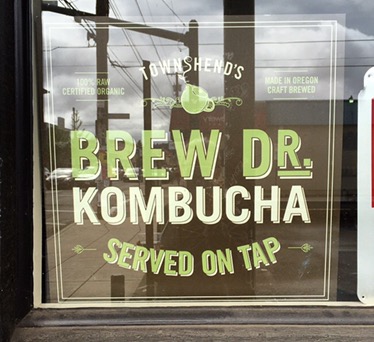 TOWNSHEND'S
100% RAW
CERTIFIED ORGANIC
MADE IN OREGON
CRAFT BREWED
BREW DR.
KOMBUCHA
SERVED ON TAP